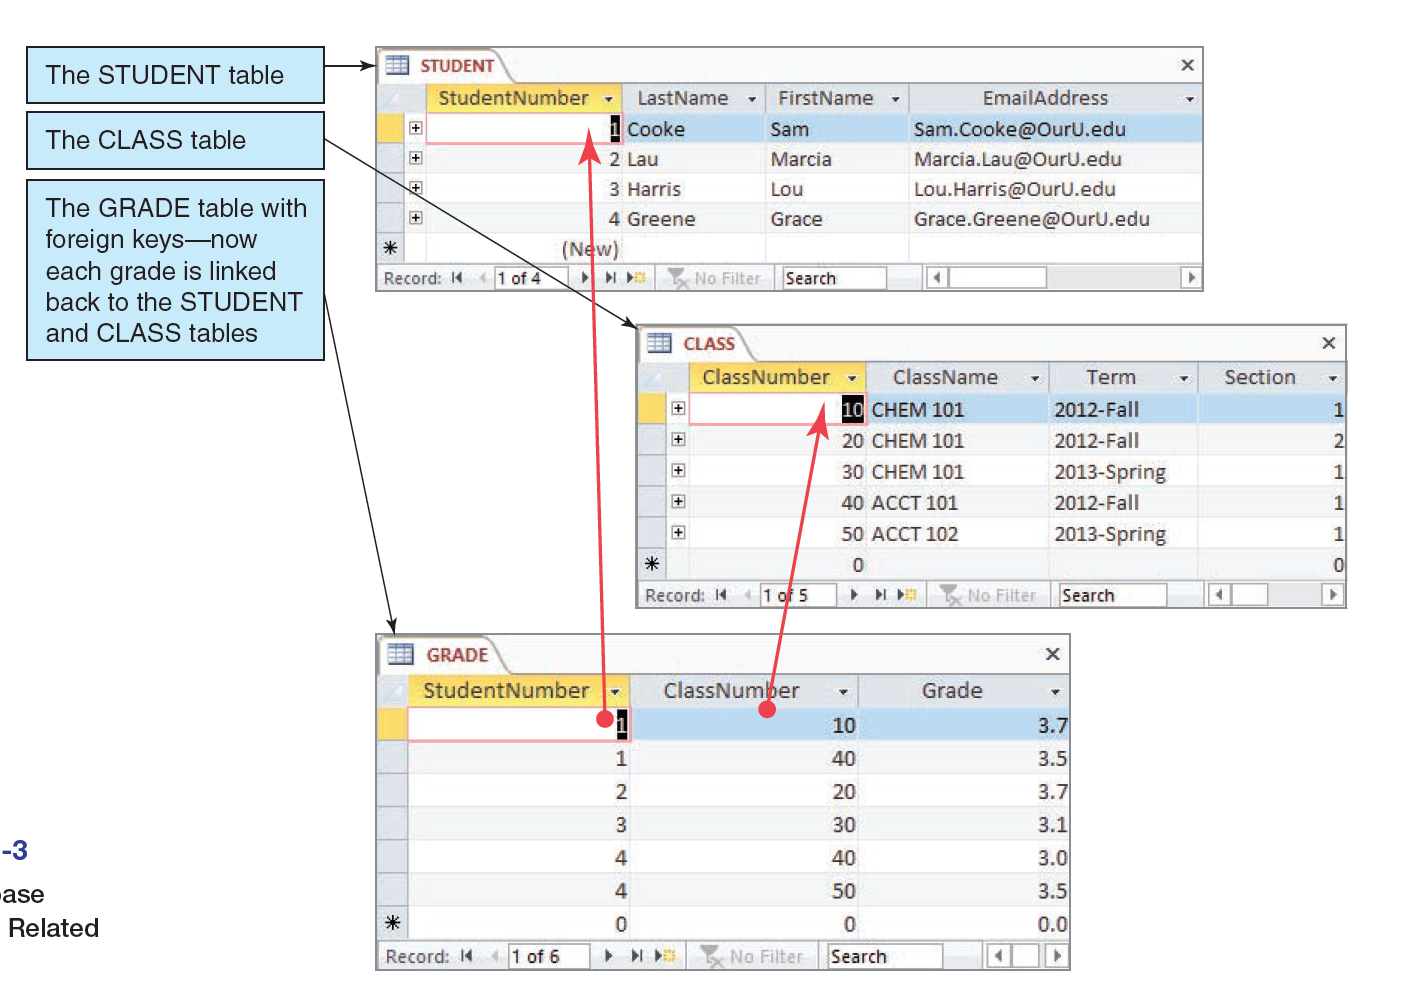 The STUDENT table
The CLASS table
The GRADE table with
foreign keys—now
each grade is linked
back to the STUDENT
and CLASS tables
STUDENT
StudentNumber LastName FirstName EmailAddress
1 Cooke Sam Sam.Cooke@OurU.edu
2 Lau Marcia Marcia.Lau@OurU.edu
3 Harris Lou Lou.Harris@OurU.edu
4 Greene Grace Grace.Greene@OurU.edu
(New)
Record: 1 of 4 No Filter Search
CLASS
ClassNumber ClassName Term Section
10 CHEM 101 2012-Fall 1
20 CHEM 101 2012-Fall 2
30 CHEM 101 2013-Spring 1
40 ACCT 101 2012-Fall 1
50 ACCT 102 2013-Spring 1
0 0
Record: 1 of 5 No Filter Search
GRADE
StudentNumber ClassNumber Grade
1 10 3.7
1 40 3.5
2 20 3.7
3 30 3.1
4 40 3.0
4 50 3.5
0 0 0.0
Record: 1 of 6 No Filter Search
-3
Related